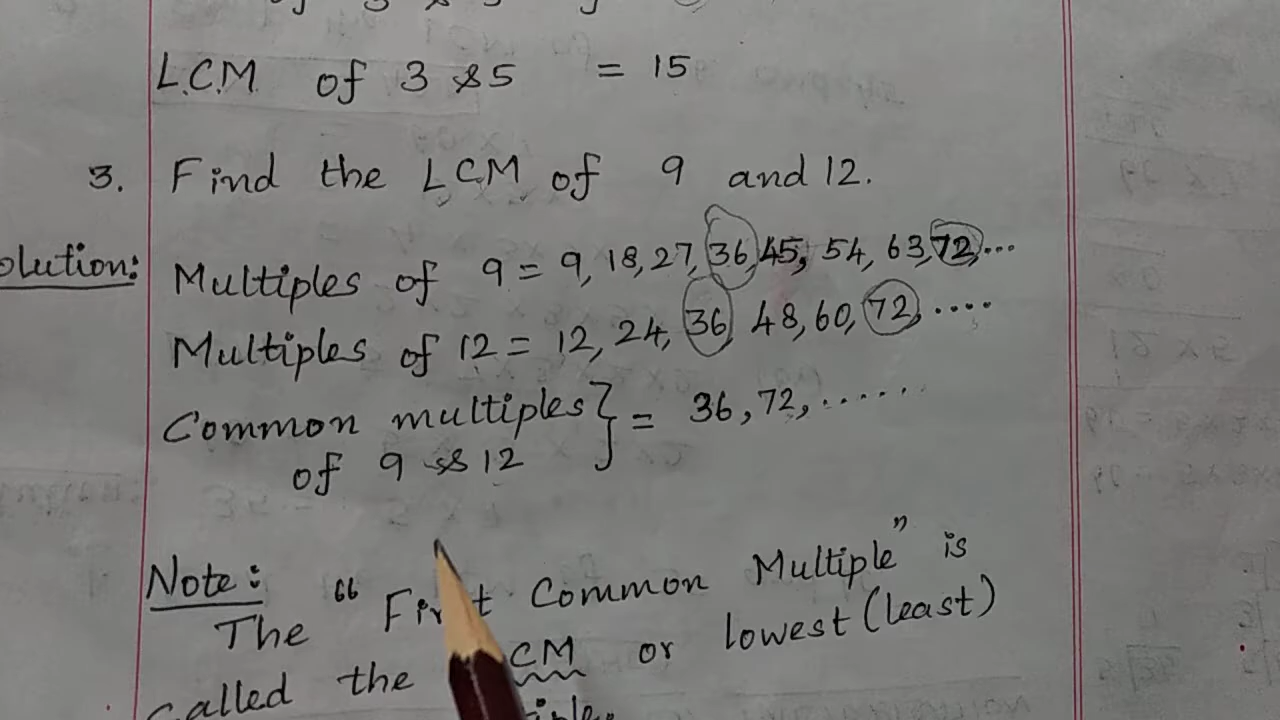 L.C.M of 3 & 5 = 15
3. Find the LCM of 9 and 12.
olution: Multiples of 9 = 9, 18, 27, 36, 45, 54, 63, 72, ...
Multiples of 12 = 12, 24, 36, 48, 60, 72, ....
Common multiples } = 36, 72, ......
of 9 & 12
Note: "First Common Multiple" is
The
called the CM or lowest (least)